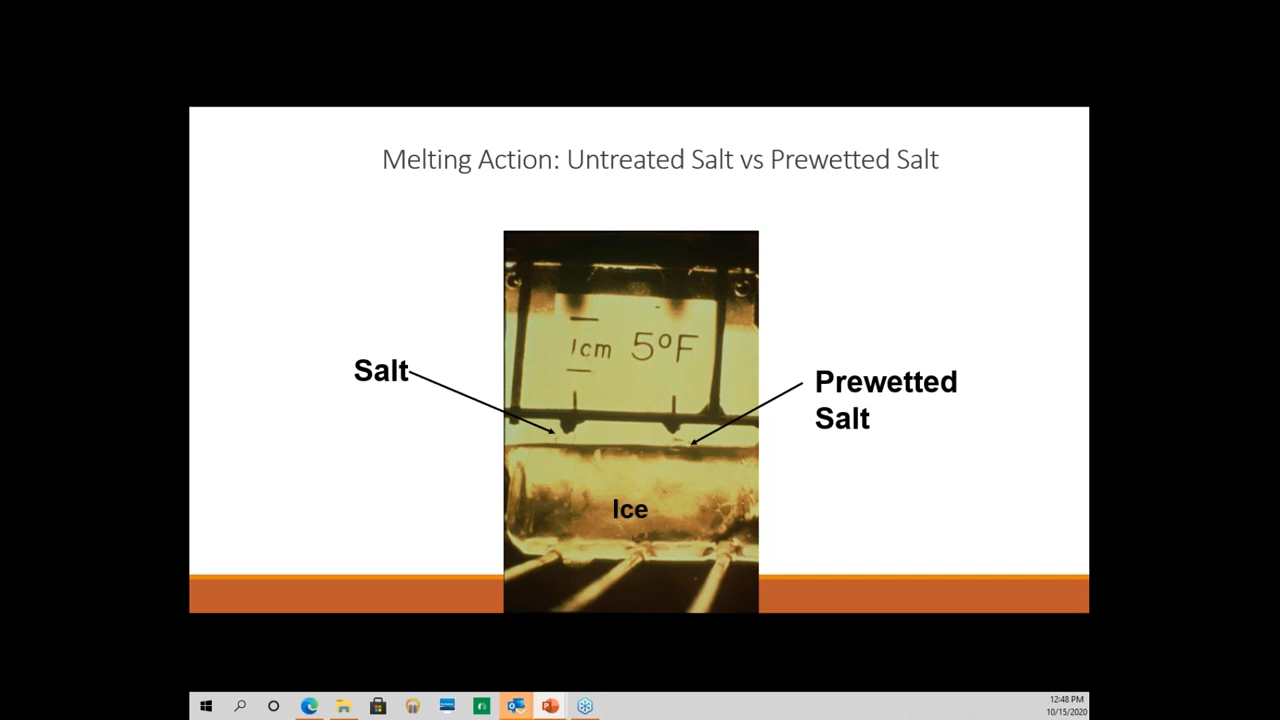 Melting Action: Untreated Salt vs Prewetted Salt
1cm 5°F
Salt
Prewetted
Salt
Ice
12:48 PM
10/15/2020